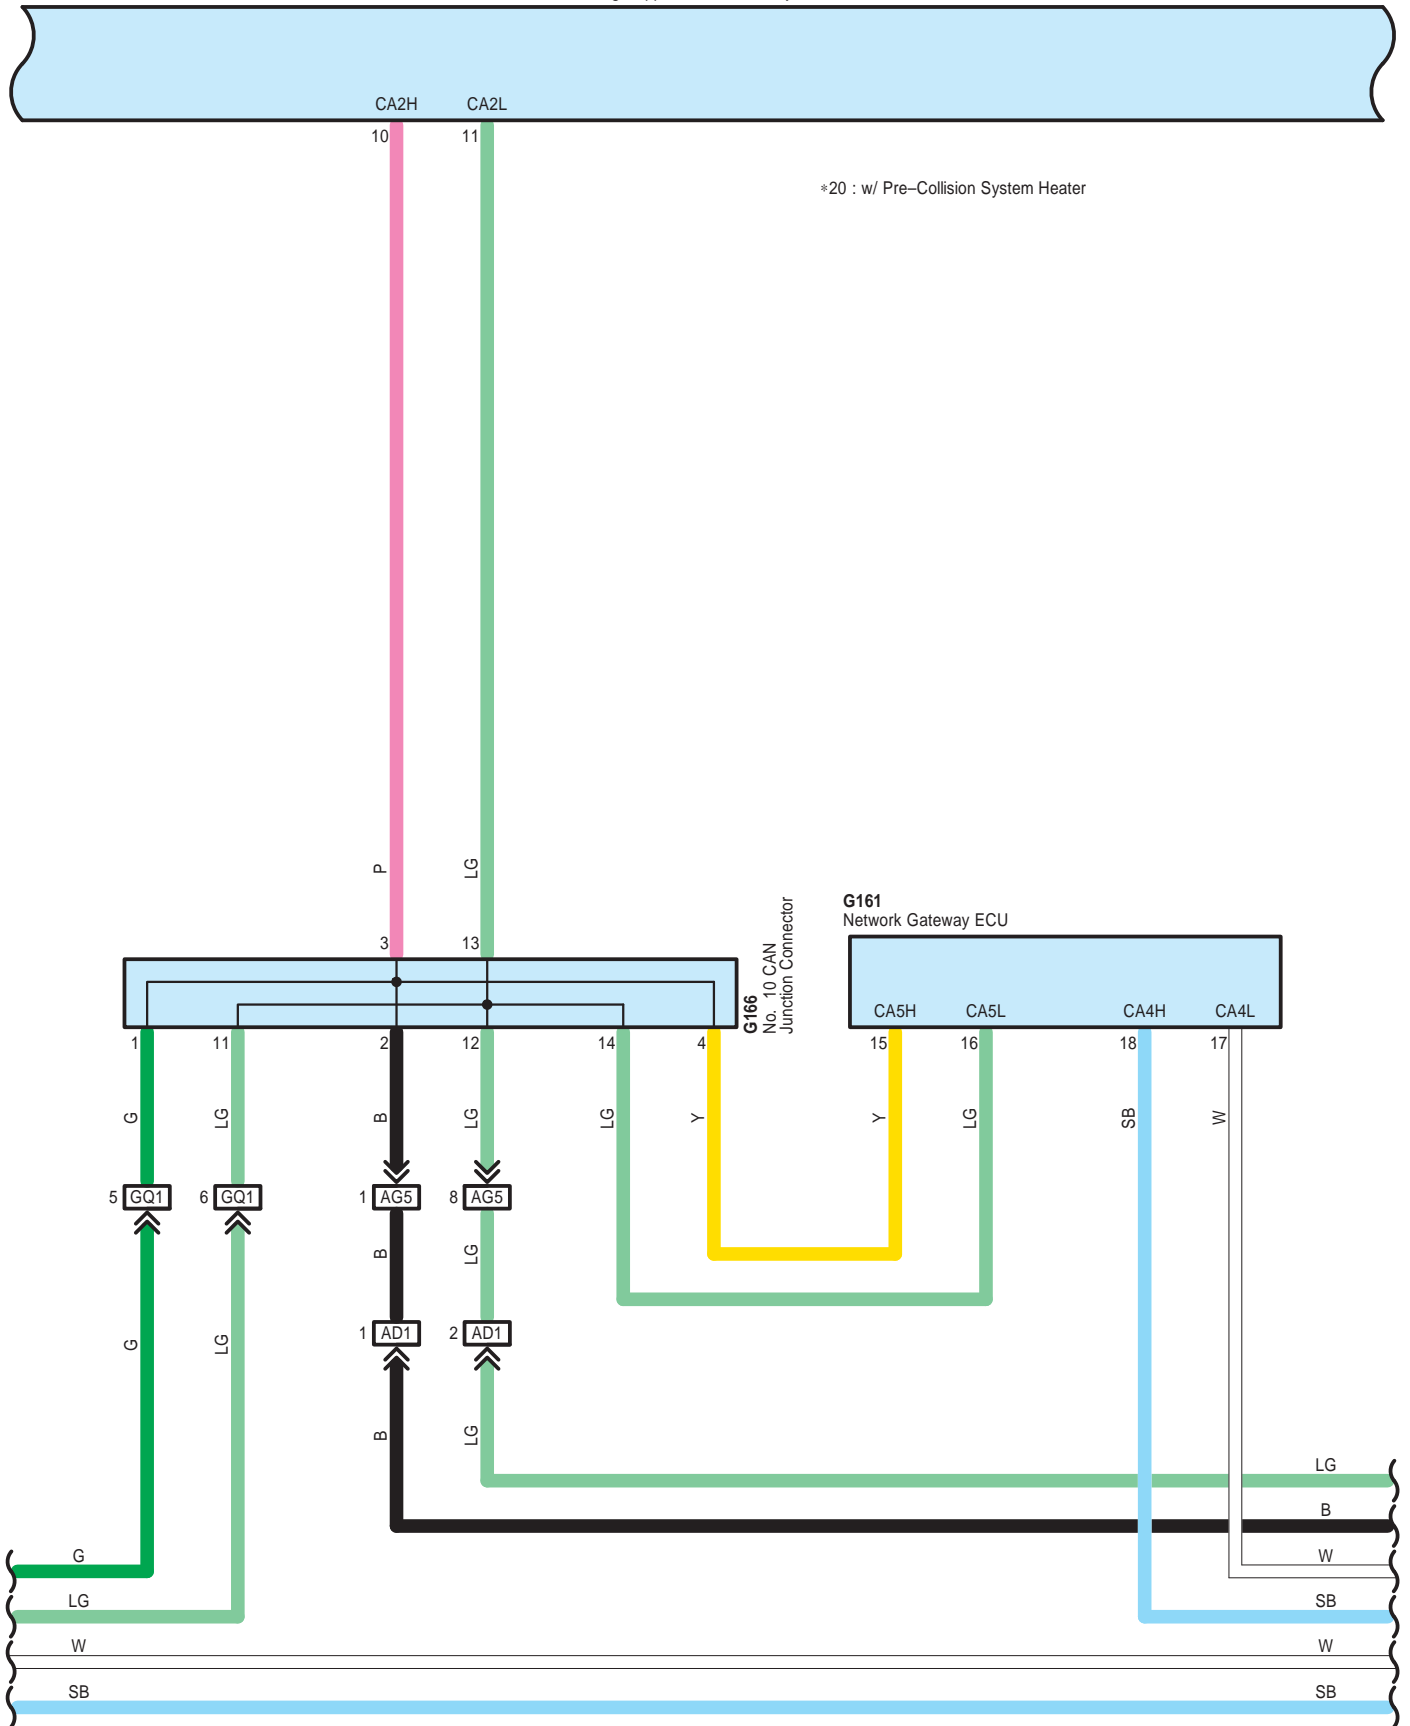 CA2H CA2L
10 11
*20 : w/ Pre–Collision System Heater
P LG
3 13
G166
No. 10 CAN
Junction Connector
G161
Network Gateway ECU
CA5H CA5L CA4H CA4L
1 11 2 12 14 4 15 16 18 17
G LG B LG LG Y Y LG SB W
5 GQ1 6 GQ1 1 AG5 8 AG5
B LG
1 AD1 2 AD1
G LG
B LG
LG
B
G W
LG SB
W W
SB SB